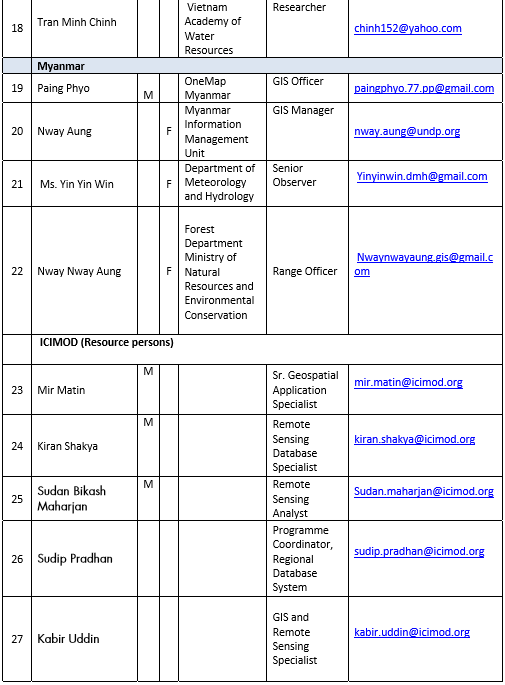 18 Tran Minh Chinh Vietnam Academy of Water Resources Researcher chinh152@yahoo.com
Myanmar
19 Paing Phyo M OneMap Myanmar GIS Officer paingphyo.77.pp@gmail.com
20 Nway Aung F Myanmar Information Management Unit GIS Manager nway.aung@undp.org
21 Ms. Yin Yin Win F Department of Meteorology and Hydrology Senior Observer Yinyinwin.dmh@gmail.com
22 Nway Nway Aung F Forest Department Ministry of Natural Resources and Environmental Conservation Range Officer Nwaynwayaung.gis@gmail.com
ICIMOD (Resource persons)
23 Mir Matin M Sr. Geospatial Application Specialist mir.matin@icimod.org
24 Kiran Shakya M Remote Sensing Database Specialist kiran.shakya@icimod.org
25 Sudan Bikash Maharjan M Remote Sensing Analyst Sudan.maharjan@icimod.org
26 Sudip Pradhan Programme Coordinator, Regional Database System sudip.pradhan@icimod.org
27 Kabir Uddin GIS and Remote Sensing Specialist kabir.uddin@icimod.org